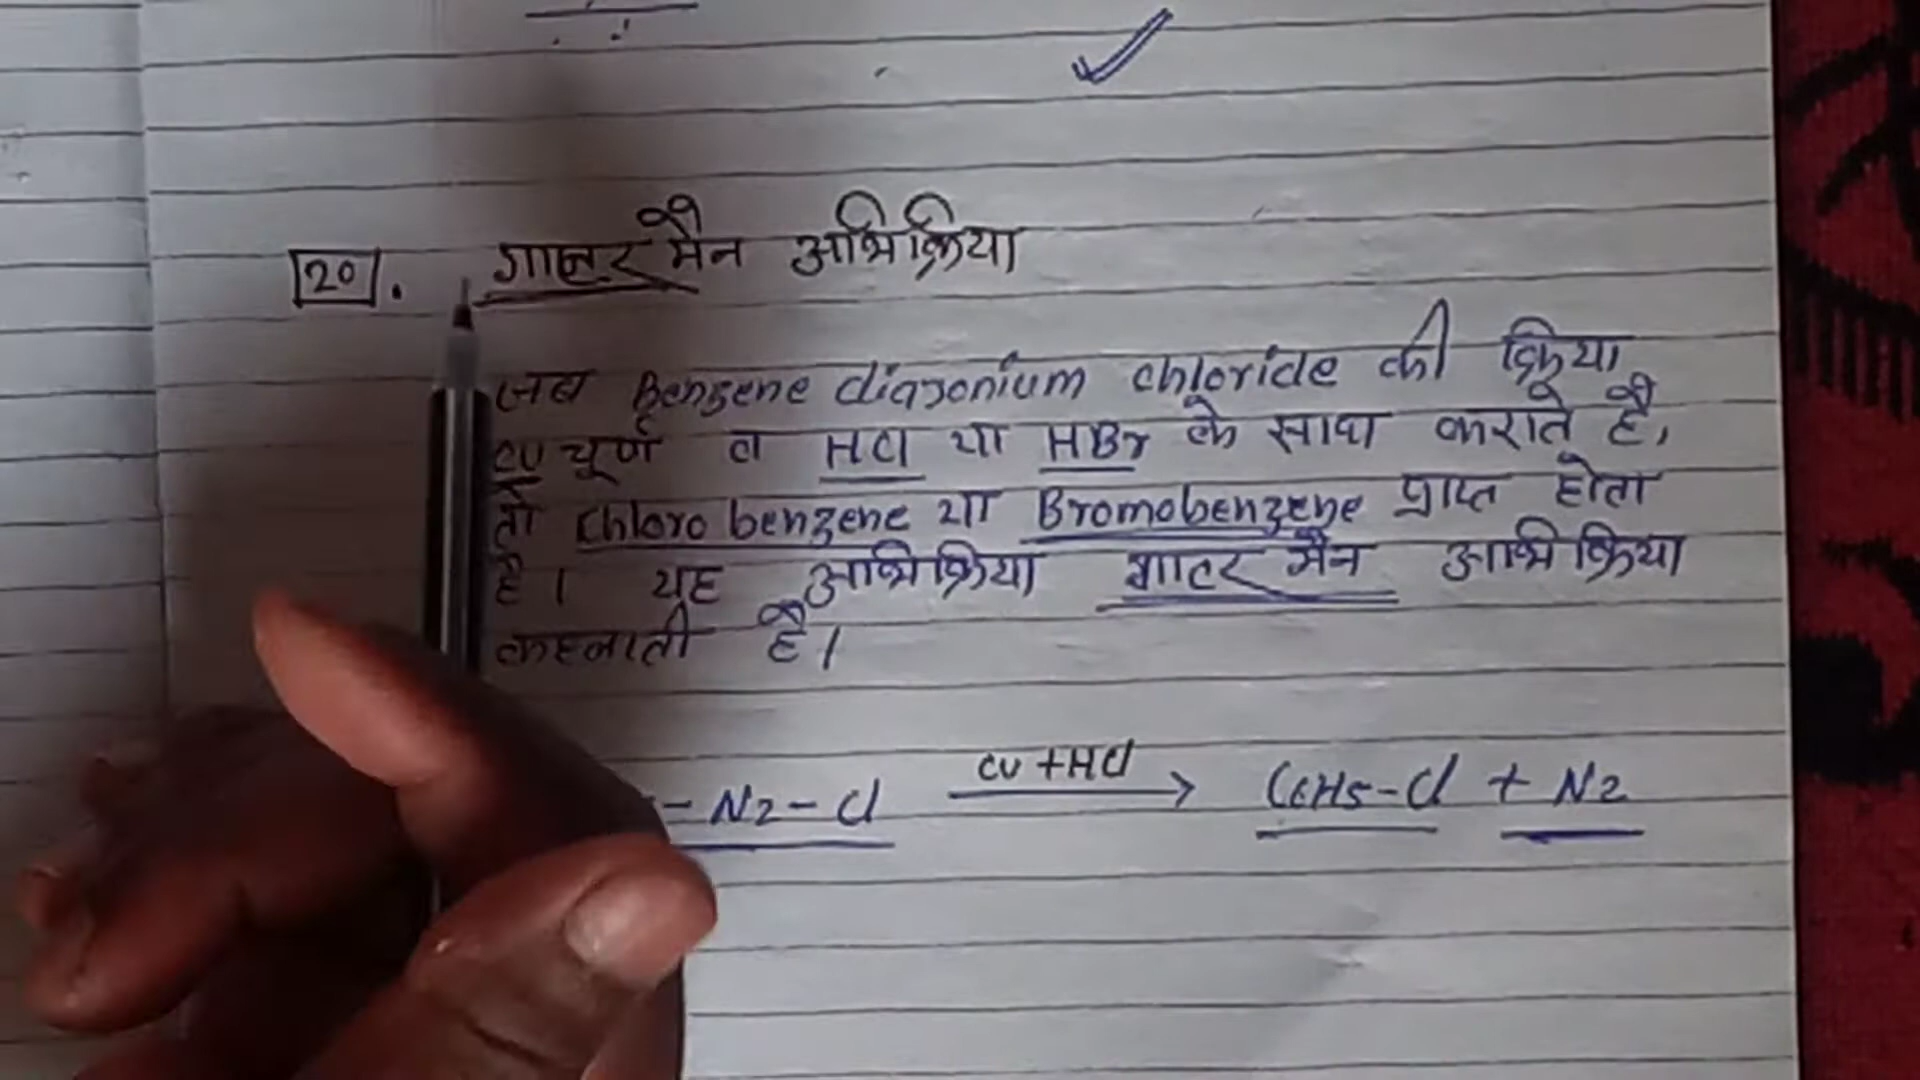 20. गाटर मैन अभिक्रिया
जब Benzene diazonium chloride की क्रिया
Cu चूर्ण व HCl या HBr के साथ कराते है,
तो chloro benzene या Bromobenzene प्राप्त होता
है। यह अभिक्रिया गाटर मैन अभिक्रिया
कहलाती है।
- N2 - Cl Cu + HCl → C6H5 - Cl + N2